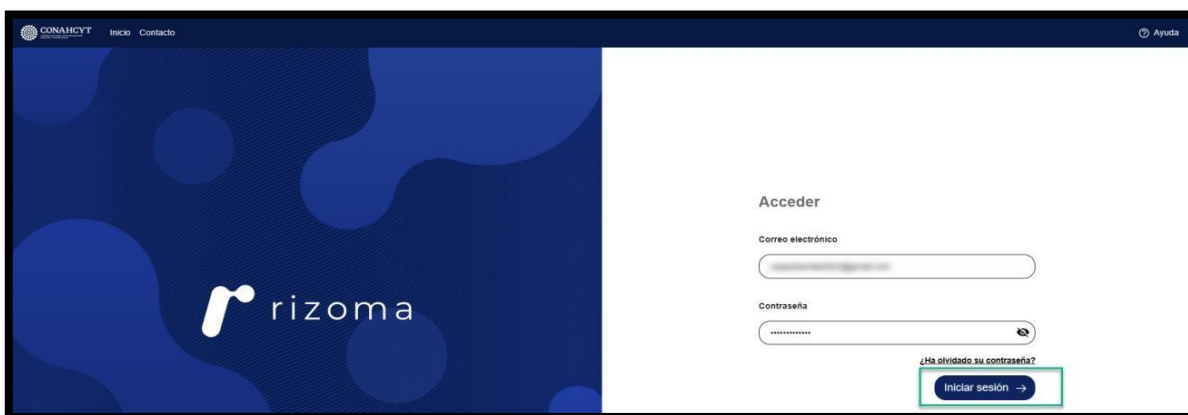 CONAHCYT Inicio Contacto Ayuda
rizoma
Acceder
Correo electrónico
Contraseña
¿Ha olvidado su contraseña?
Iniciar sesión →